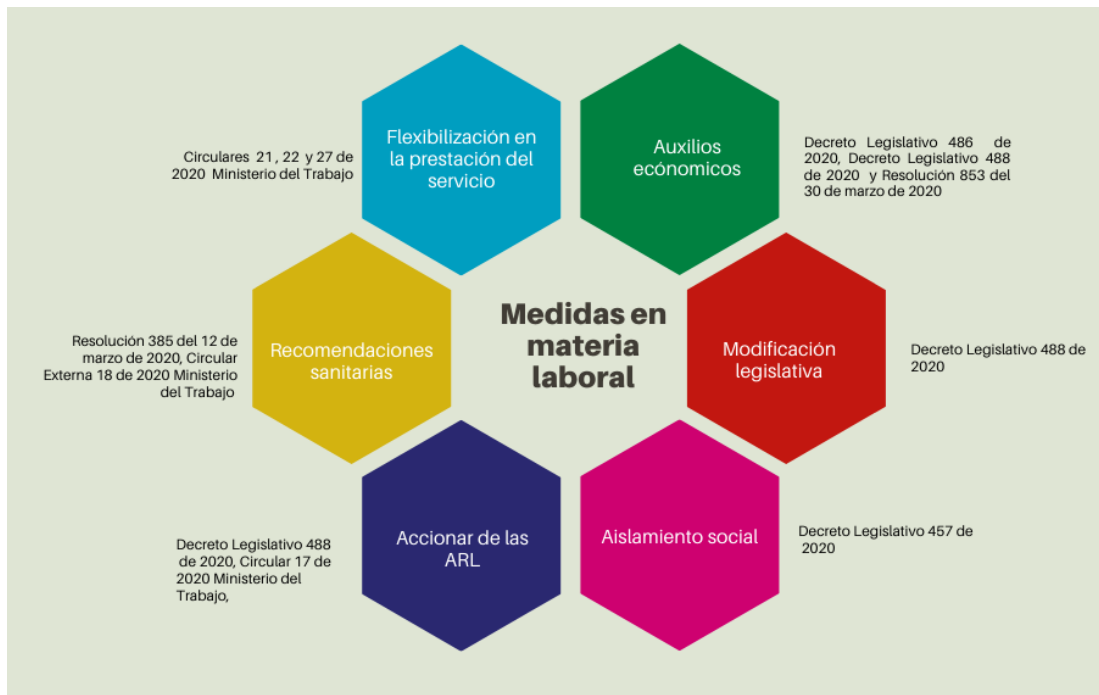 Flexibilización en
la prestación del
servicio
Circulares 21 , 22 y 27 de
2020 Ministerio del Trabajo
Auxilios
ecónomicos
Decreto Legislativo 486 de
2020, Decreto Legislativo 488
de 2020 y Resolución 853 del
30 de marzo de 2020
Medidas en
materia
laboral
Recomendaciones
sanitarias
Resolución 385 del 12 de
marzo de 2020, Circular
Externa 18 de 2020 Ministerio
del Trabajo
Modificación
legislativa
Decreto Legislativo 488 de
2020
Accionar de las
ARL
Decreto Legislativo 488
de 2020, Circular 17 de
2020 Ministerio del
Trabajo,
Aislamiento social
Decreto Legislativo 457 de
2020